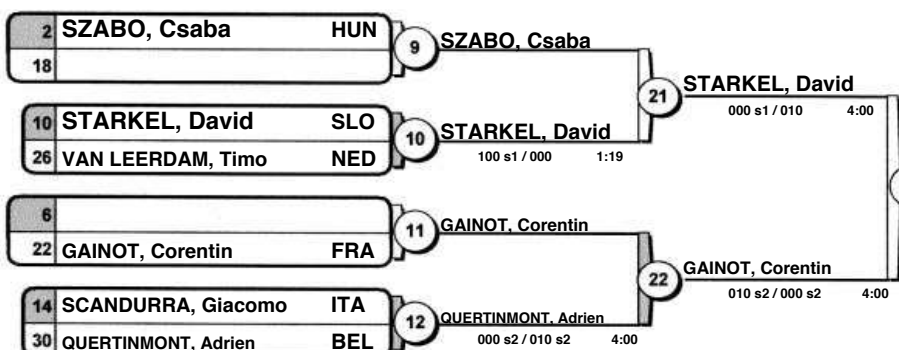 2 SZABO, Csaba HUN
18
9
SZABO, Csaba
10 STARKEL, David SLO
26 VAN LEERDAM, Timo NED
10
STARKEL, David
100 s1 / 000 1:19
21
STARKEL, David
000 s1 / 010 4:00
6
22 GAINOT, Corentin FRA
11
GAINOT, Corentin
14 SCANDURRA, Giacomo ITA
30 QUERTINMONT, Adrien BEL
12
QUERTINMONT, Adrien
000 s2 / 010 s2 4:00
22
GAINOT, Corentin
010 s2 / 000 s2 4:00